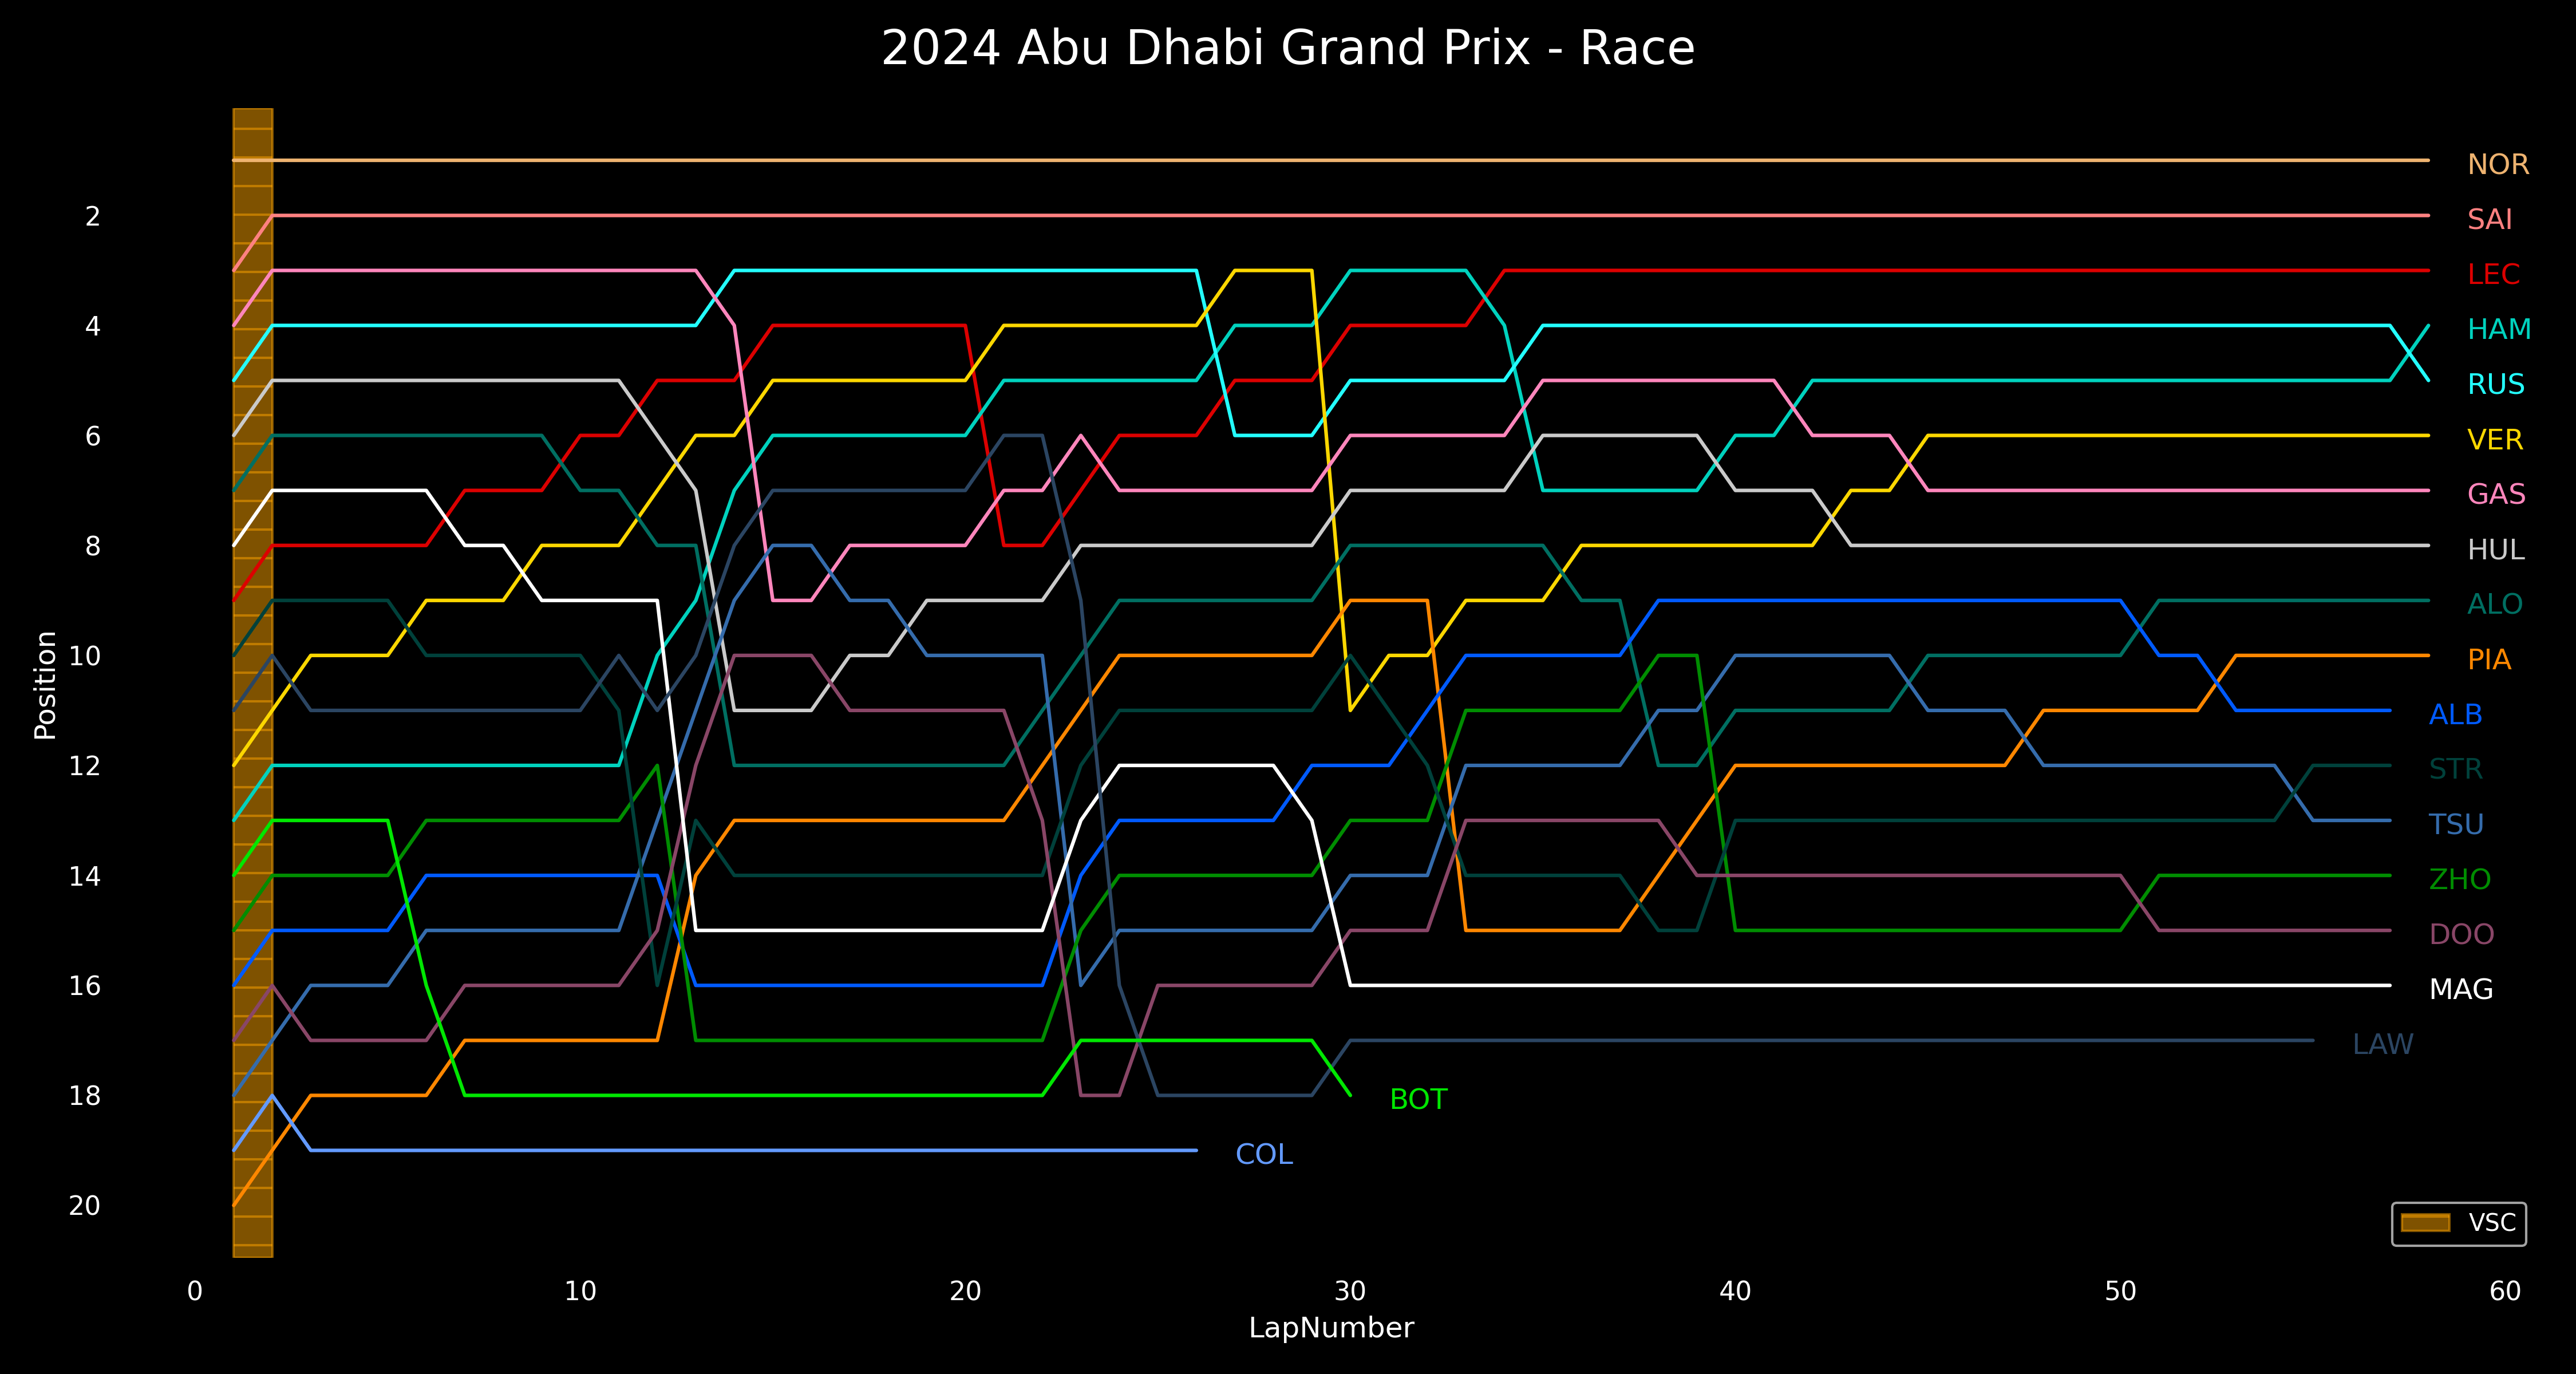 2024 Abu Dhabi Grand Prix - Race
Position
2
4
6
8
10
12
14
16
18
20
NOR
SAI
LEC
HAM
RUS
VER
GAS
HUL
ALO
PIA
ALB
STR
TSU
ZHO
DOO
MAG
LAW
BOT
COL
VSC
0 10 20 30 40 50 60
LapNumber